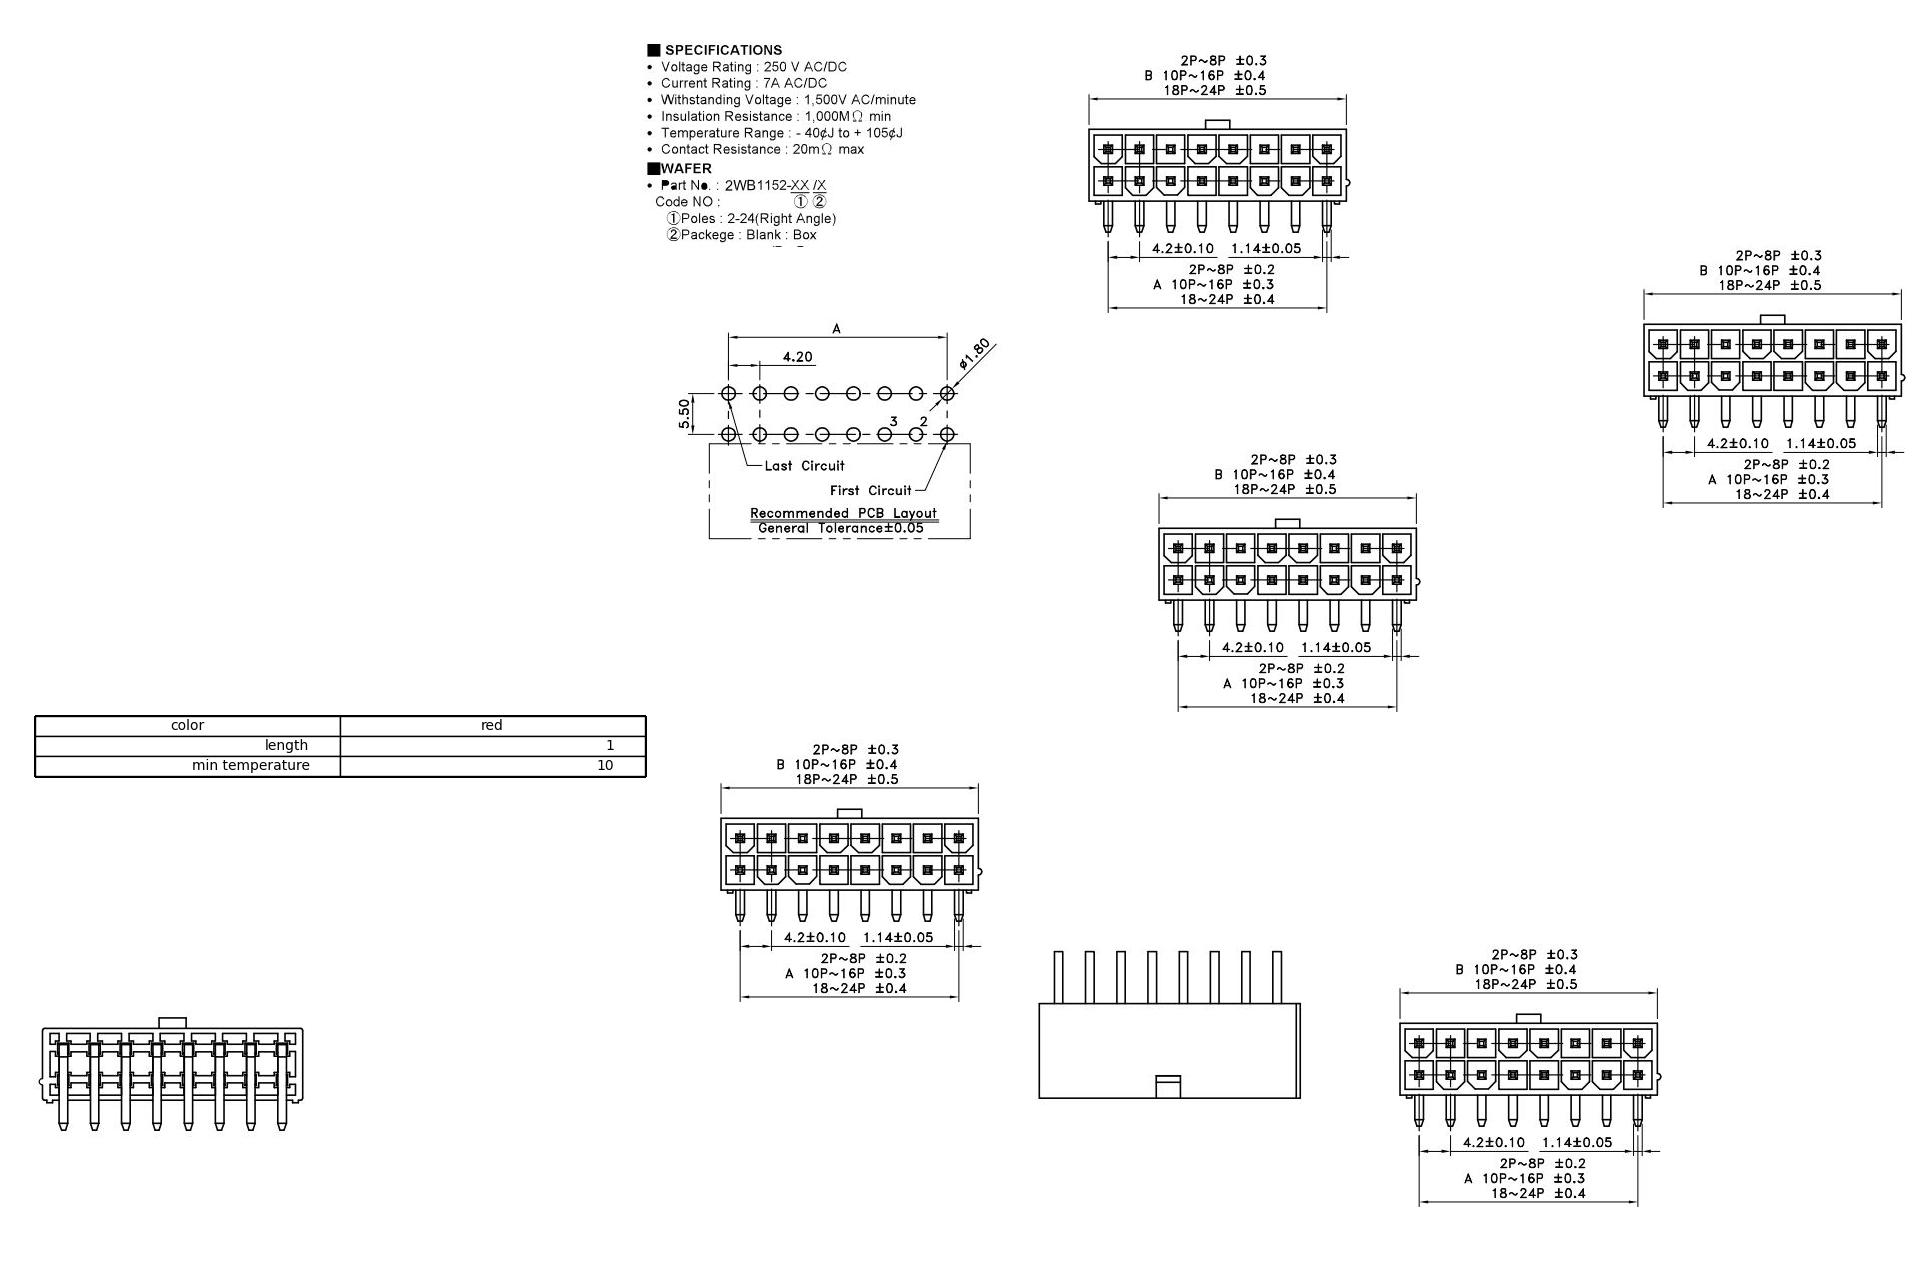 ■ SPECIFICATIONS
• Voltage Rating : 250 V AC/DC
• Current Rating : 7A AC/DC
• Withstanding Voltage : 1,500V AC/minute
• Insulation Resistance : 1,000MΩ min
• Temperature Range : - 40¢J to + 105¢J
• Contact Resistance : 20mΩ max
■WAFER
• Part No. : 2WB1152-XX /X
Code NO : ① ②
①Poles : 2-24(Right Angle)
②Packege : Blank : Box
2P~8P ±0.3
B 10P~16P ±0.4
18P~24P ±0.5
4.2±0.10 1.14±0.05
2P~8P ±0.2
A 10P~16P ±0.3
18~24P ±0.4
2P~8P ±0.3
B 10P~16P ±0.4
18P~24P ±0.5
4.2±0.10 1.14±0.05
2P~8P ±0.2
A 10P~16P ±0.3
18~24P ±0.4
A
4.20
ø1.80
5.50
3 2
Last Circuit
First Circuit
Recommended PCB Layout
General Tolerance±0.05
2P~8P ±0.3
B 10P~16P ±0.4
18P~24P ±0.5
4.2±0.10 1.14±0.05
2P~8P ±0.2
A 10P~16P ±0.3
18~24P ±0.4
color red
length 1
min temperature 10
2P~8P ±0.3
B 10P~16P ±0.4
18P~24P ±0.5
4.2±0.10 1.14±0.05
2P~8P ±0.2
A 10P~16P ±0.3
18~24P ±0.4
2P~8P ±0.3
B 10P~16P ±0.4
18P~24P ±0.5
4.2±0.10 1.14±0.05
2P~8P ±0.2
A 10P~16P ±0.3
18~24P ±0.4